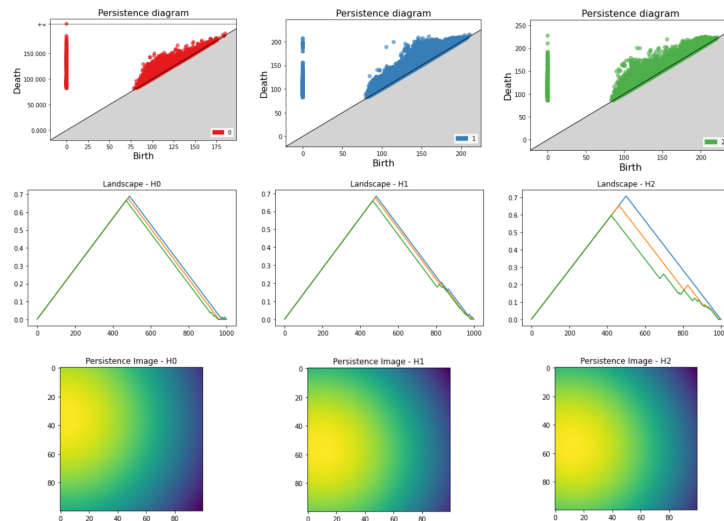 Persistence diagram
Persistence diagram
Persistence diagram
+∞
150.000
100.000
50.000
0.000
Death
0 25 50 75 100 125 150 175
Birth
0
200
150
100
50
0
Death
0 50 100 150 200
Birth
1
250
200
150
100
50
0
Death
0 50 100 150 200
Birth
2
Landscape - H0
Landscape - H1
Landscape - H2
0.7
0.6
0.5
0.4
0.3
0.2
0.1
0.0
0 200 400 600 800 1000
0.7
0.6
0.5
0.4
0.3
0.2
0.1
0.0
0 200 400 600 800 1000
0.7
0.6
0.5
0.4
0.3
0.2
0.1
0.0
0 200 400 600 800 1000
Persistence Image - H0
Persistence Image - H1
Persistence Image - H2
0
20
40
60
80
0 20 40 60 80
0
20
40
60
80
0 20 40 60 80
0
20
40
60
80
0 20 40 60 80